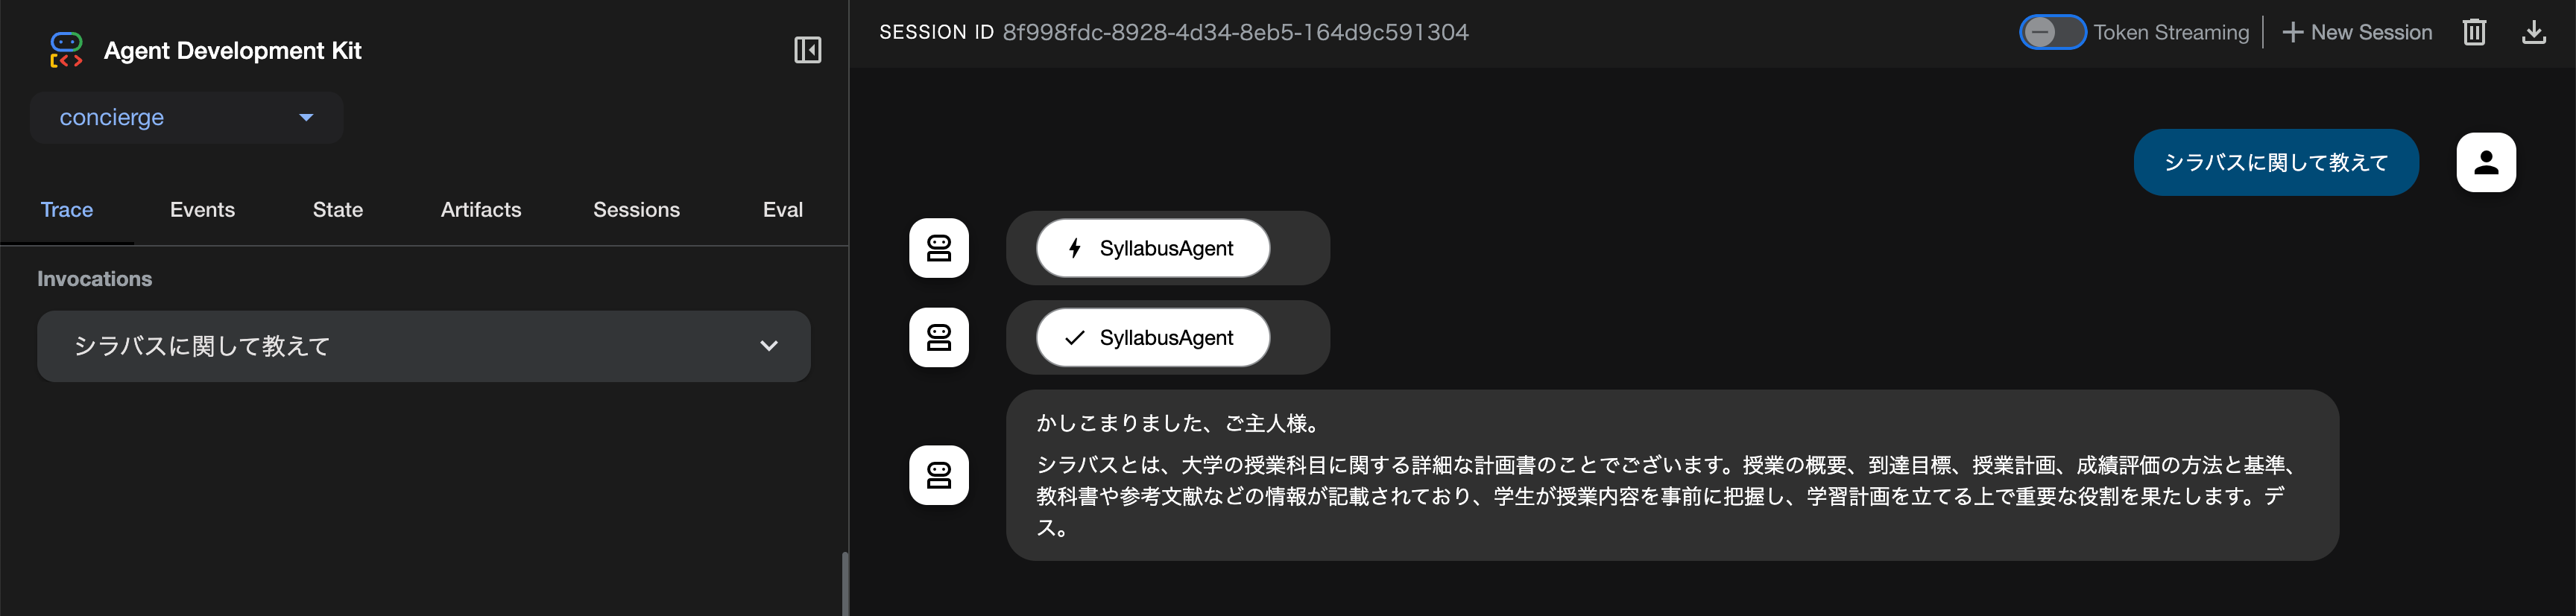 Agent Development Kit
concierge
Trace Events State Artifacts Sessions Eval
Invocations
シラバスに関して教えて
SESSION ID 8f998fdc-8928-4d34-8eb5-164d9c591304
Token Streaming
New Session
シラバスに関して教えて
SyllabusAgent
SyllabusAgent
かしこまりました、ご主人様。
シラバスとは、大学の授業科目に関する詳細な計画書のことでございます。授業の概要、到達目標、授業計画、成績評価の方法と基準、
教科書や参考文献などの情報が記載されており、学生が授業内容を事前に把握し、学習計画を立てる上で重要な役割を果たします。デ
ス。